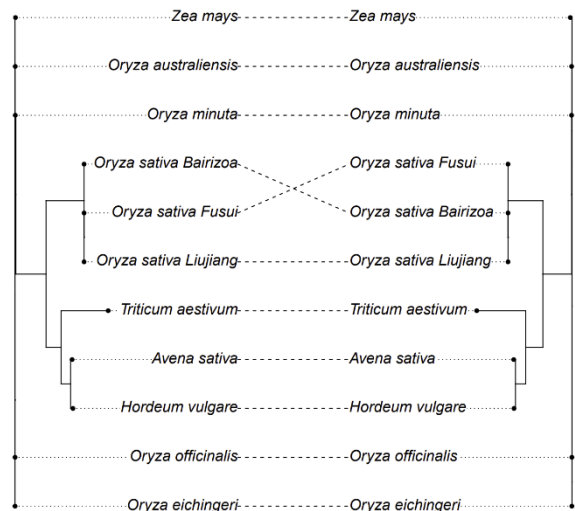 Zea mays Zea mays
Oryza australiensis Oryza australiensis
Oryza minuta Oryza minuta
Oryza sativa Bairizoa Oryza sativa Fusui
Oryza sativa Fusui Oryza sativa Bairizoa
Oryza sativa Liujiang Oryza sativa Liujiang
Triticum aestivum Triticum aestivum
Avena sativa Avena sativa
Hordeum vulgare Hordeum vulgare
Oryza officinalis Oryza officinalis
Oryza eichingeri Oryza eichingeri